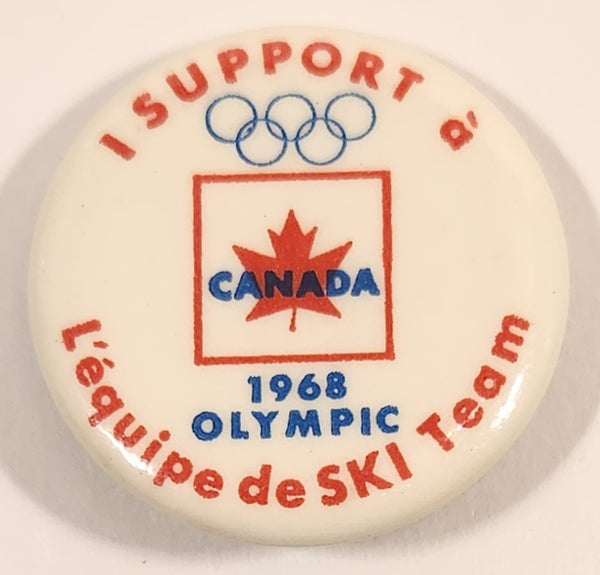 I SUPPORT à
CANADA
1968
OLYMPIC
L'équipe de SKI Team